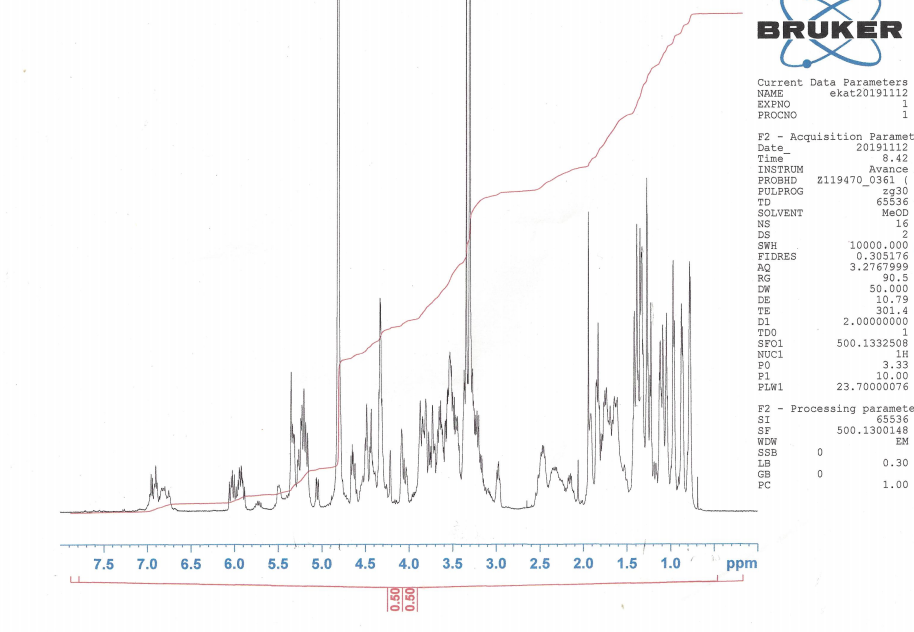 BRUKER
Current Data Parameters
NAME ekat20191112
EXPNO 1
PROCNO 1
F2 - Acquisition Paramet
Date_ 20191112
Time 8.42
INSTRUM Avance
PROBHD Z119470_0361 (
PULPROG zg30
TD 65536
SOLVENT MeOD
NS 16
DS 2
SWH 10000.000
FIDRES 0.305176
AQ 3.2767999
RG 90.5
DW 50.000
DE 10.79
TE 301.4
D1 2.00000000
TD0 1
SFO1 500.1332508
NUC1 1H
P0 3.33
P1 10.00
PLW1 23.70000076
F2 - Processing paramete
SI 65536
SF 500.1300148
WDW EM
SSB 0
LB 0.30
GB 0
PC 1.00
7.5 7.0 6.5 6.0 5.5 5.0 4.5 4.0 3.5 3.0 2.5 2.0 1.5 1.0 ppm
0.50 0.50